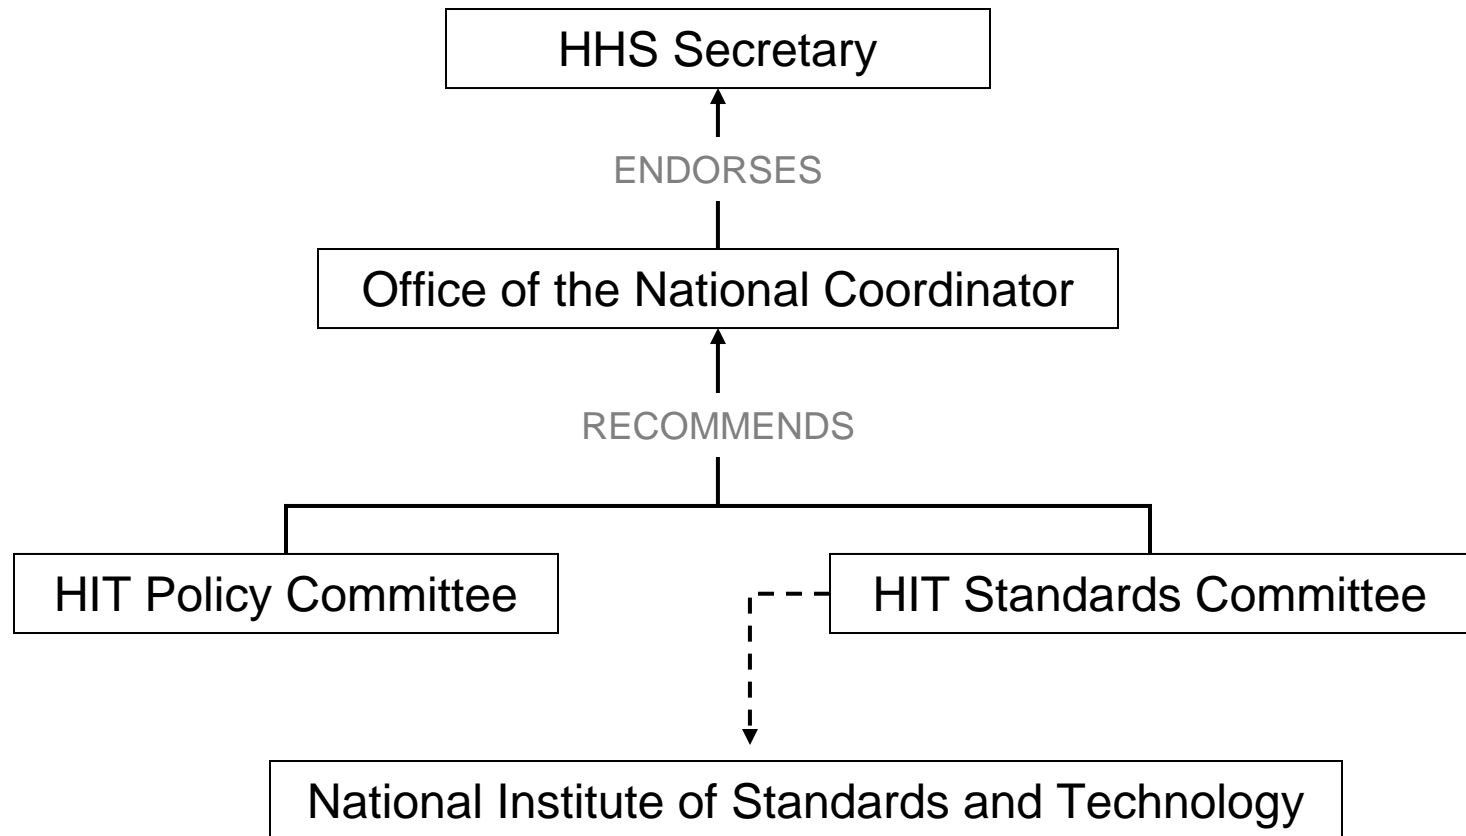 HHS Secretary
ENDORSES
Office of the National Coordinator
RECOMMENDS
HIT Policy Committee
HIT Standards Committee
National Institute of Standards and Technology